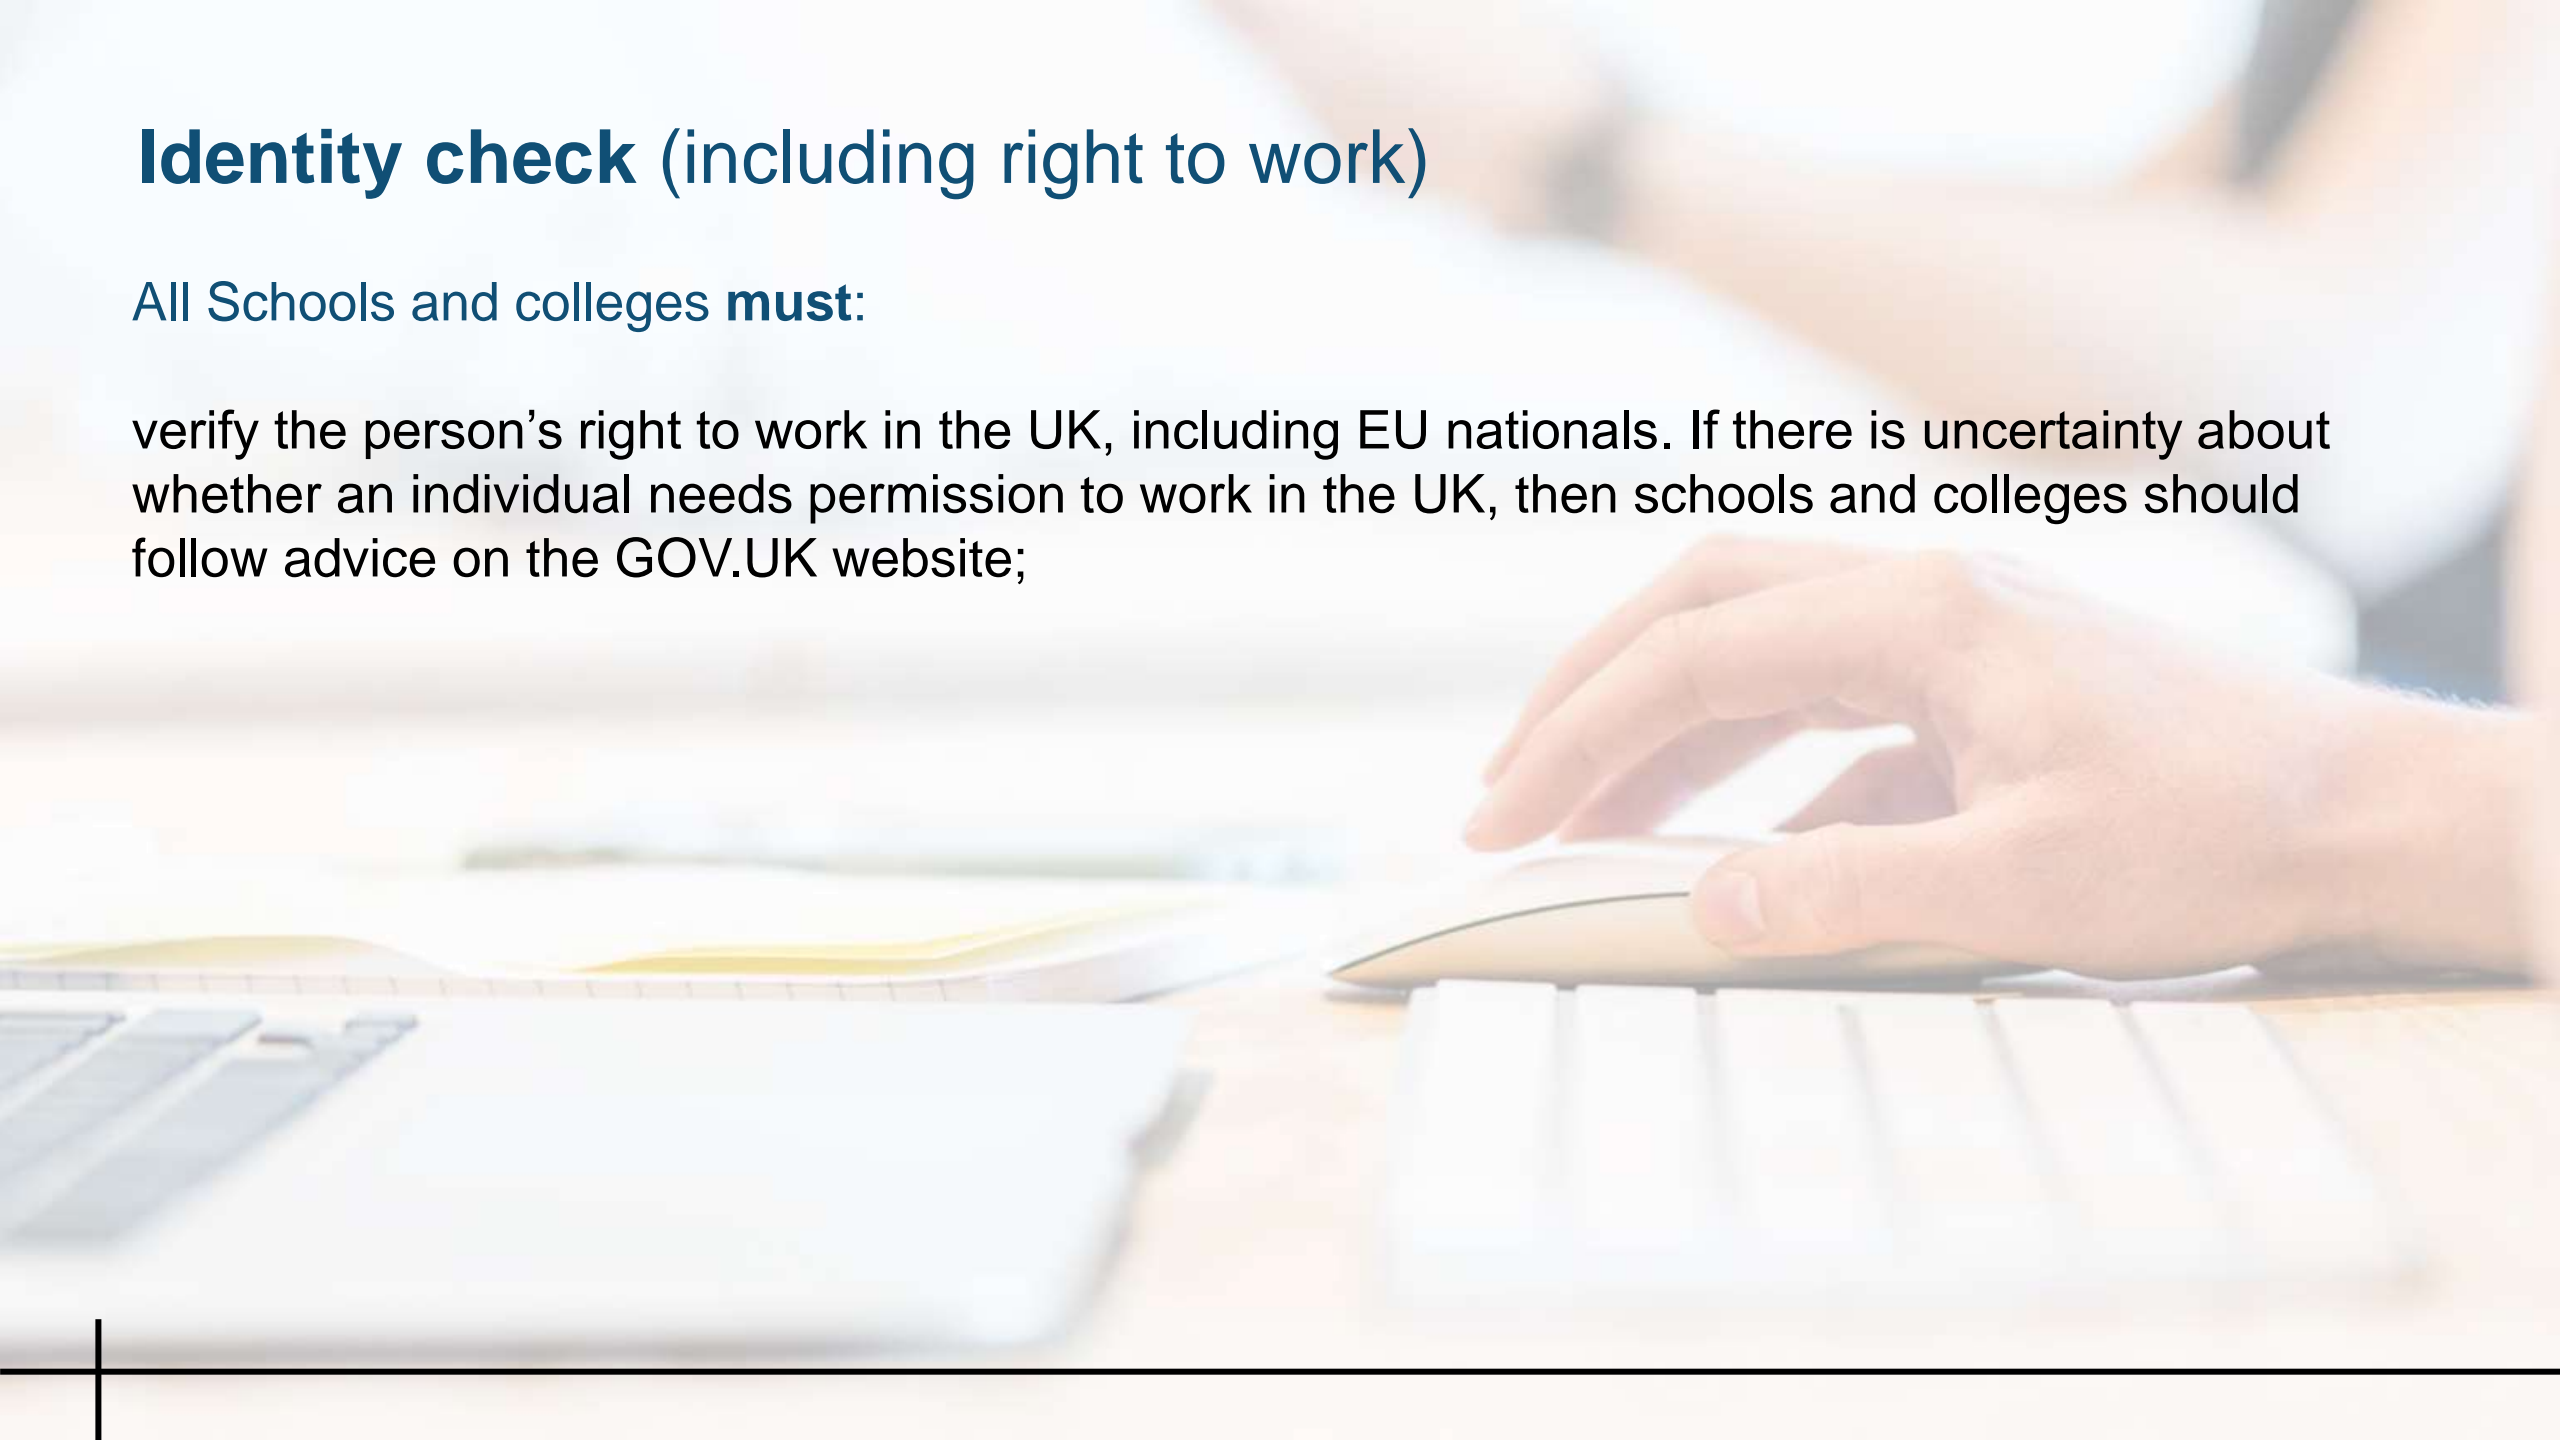 Identity check (including right to work)
All Schools and colleges must:
verify the person’s right to work in the UK, including EU nationals. If there is uncertainty about
whether an individual needs permission to work in the UK, then schools and colleges should
follow advice on the GOV.UK website;